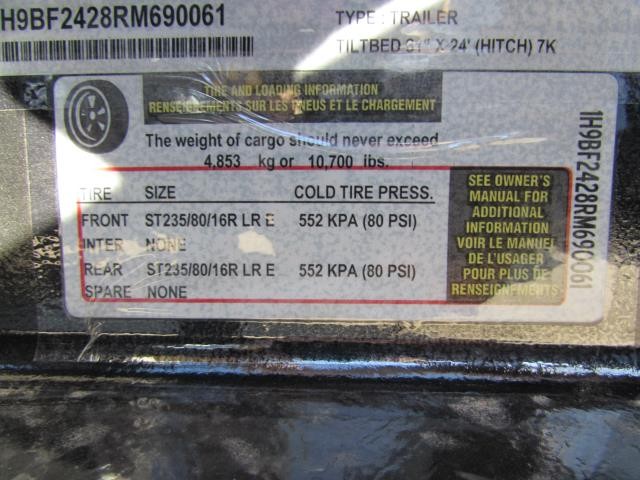 H9BF2428RM690061
TYPE: TRAILER
TILTBED 81" X 24' (HITCH) 7K
TIRE AND LOADING INFORMATION
RENSEIGNEMENTS SUR LES PNEUS ET LE CHARGEMENT
The weight of cargo should never exceed
4,853 kg or 10,700 lbs.
TIRE SIZE COLD TIRE PRESS.
FRONT ST235/80/16R LR E 552 KPA (80 PSI)
INTER NONE
REAR ST235/80/16R LR E 552 KPA (80 PSI)
SPARE NONE
SEE OWNER'S
MANUAL FOR
ADDITIONAL
INFORMATION
VOIR LE MANUEL
DE L'USAGER
POUR PLUS DE
RENSEIGNEMENTS
1H9BF2428RM690061